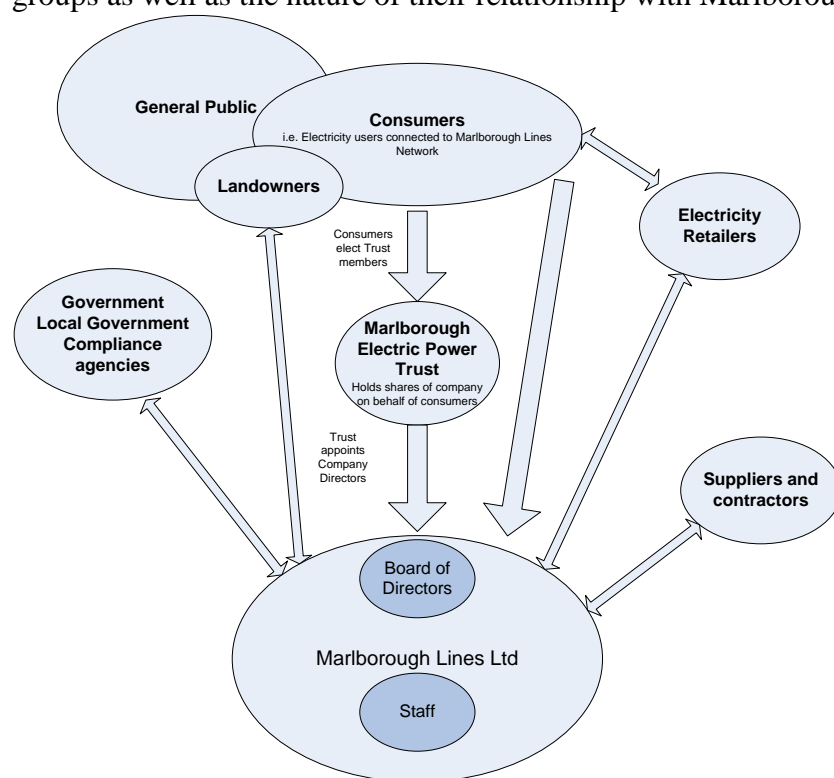 groups as well as the nature of their relationship with Marlborou
General Public
Consumers
i.e. Electricity users connected to Marlborough Lines
Network
Landowners
Electricity
Retailers
Consumers
elect Trust
members
Government
Local Government
Compliance
agencies
Marlborough
Electric Power
Trust
Holds shares of company
on behalf of consumers
Trust
appoints
Company
Directors
Suppliers and
contractors
Board of
Directors
Marlborough Lines Ltd
Staff